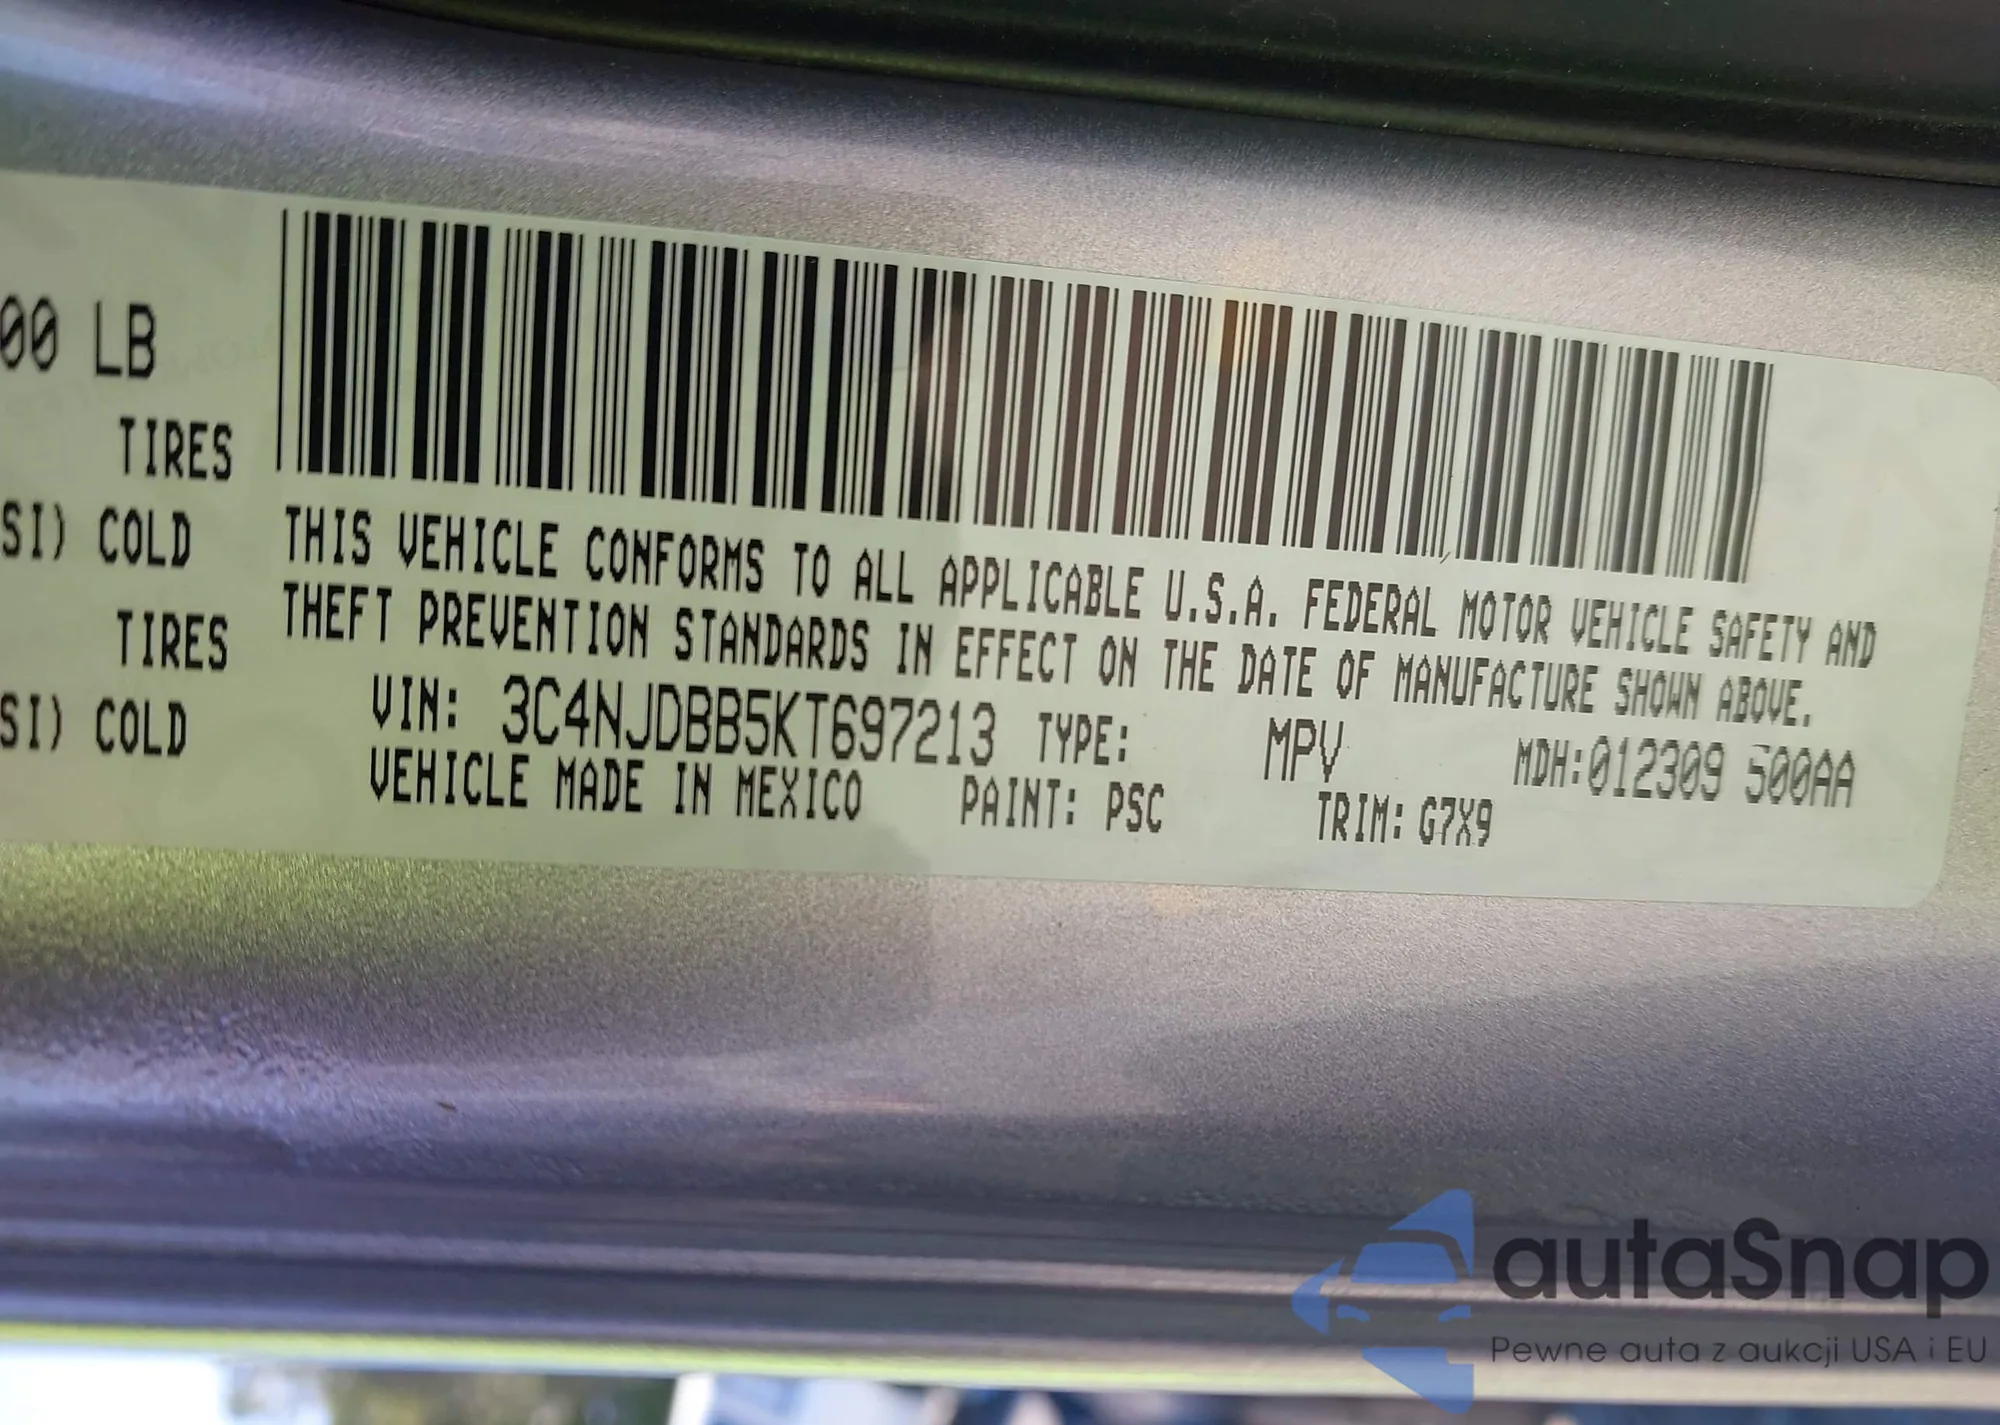 00 LB
TIRES
SI) COLD
TIRES
SI) COLD
THIS VEHICLE CONFORMS TO ALL APPLICABLE U.S.A. FEDERAL MOTOR VEHICLE SAFETY AND
THEFT PREVENTION STANDARDS IN EFFECT ON THE DATE OF MANUFACTURE SHOWN ABOVE.
VIN: 3C4NJDBB5KT697213 TYPE: MPV MDH:012309 500AA
VEHICLE MADE IN MEXICO PAINT: PSC TRIM: G7X9
autaSnap
Pewne auta z aukcji USA i EU